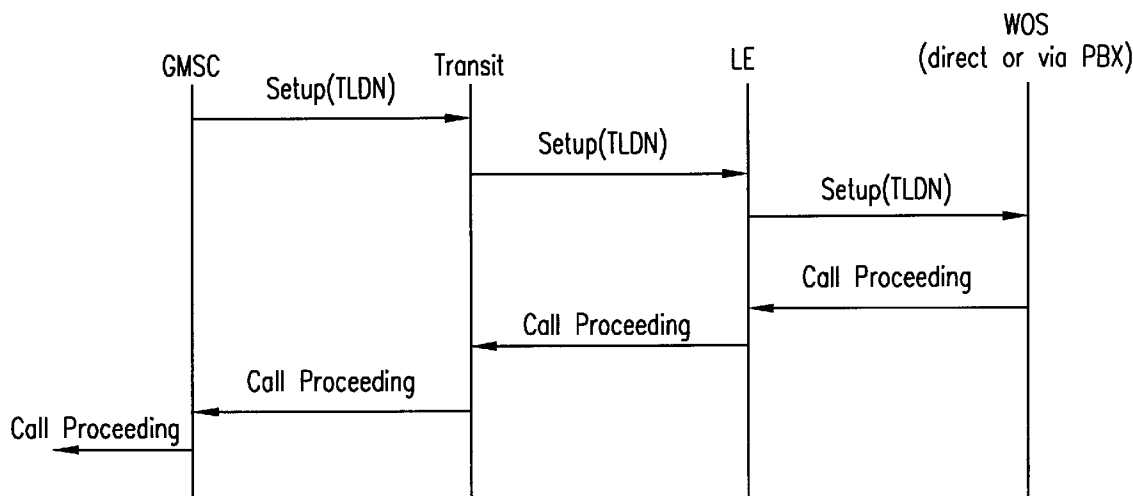 WOS
(direct or via PBX)
GMSC
Transit
LE
Setup(TLDN)
Setup(TLDN)
Setup(TLDN)
Call Proceeding
Call Proceeding
Call Proceeding
Call Proceeding